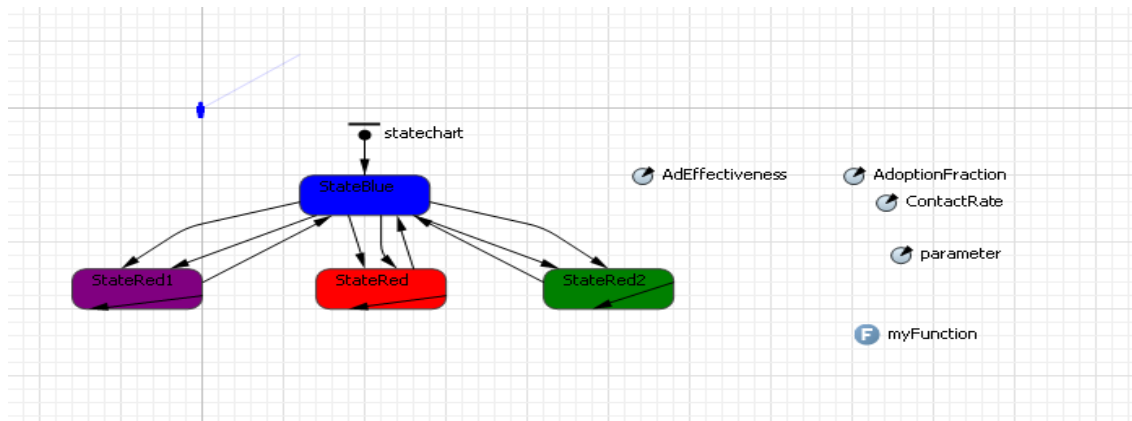 statechart
StateBlue
AdEffectiveness
AdoptionFraction
ContactRate
parameter
StateRed1
StateRed
StateRed2
F myFunction